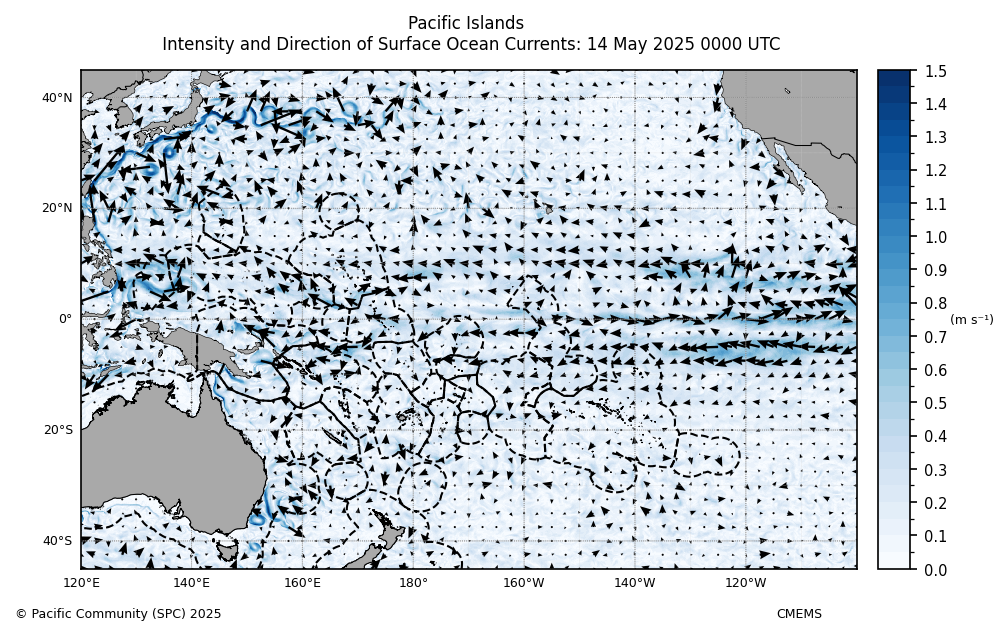 Pacific Islands
Intensity and Direction of Surface Ocean Currents: 14 May 2025 0000 UTC
40°N
20°N
0°
20°S
40°S
120°E
140°E
160°E
180°
160°W
140°W
120°W
1.5
1.4
1.3
1.2
1.1
1.0
0.9
0.8
0.7
0.6
0.5
0.4
0.3
0.2
0.1
0.0
(m s⁻¹)
© Pacific Community (SPC) 2025
CMEMS